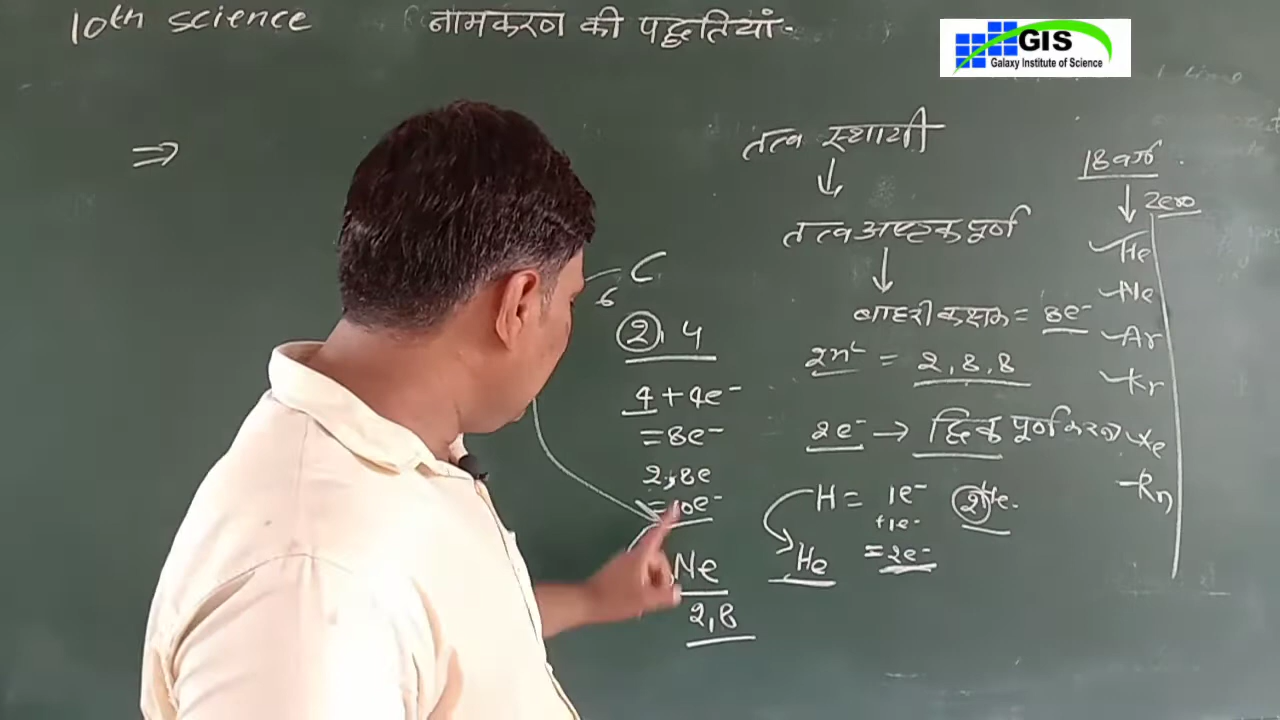 10th science
नामकरण की पद्धतियां-
GIS
Galaxy Institute of Science
⇒
तत्व स्थायी
↓
तत्व अष्टक पूर्ण
↓
बाहरी कक्षक = 8e⁻
2n² = 2,8,8
2e⁻ → द्विक पूर्ण करना
H = 1e⁻
+1e⁻
He = 2e⁻
C
6
2, 4
4 + 4e⁻
= 8e⁻
2,8e
= 10e⁻
Ne
2,8
18 वर्ग
↓ Zero
He
Ne
Ar
Kr
Xe
Rn